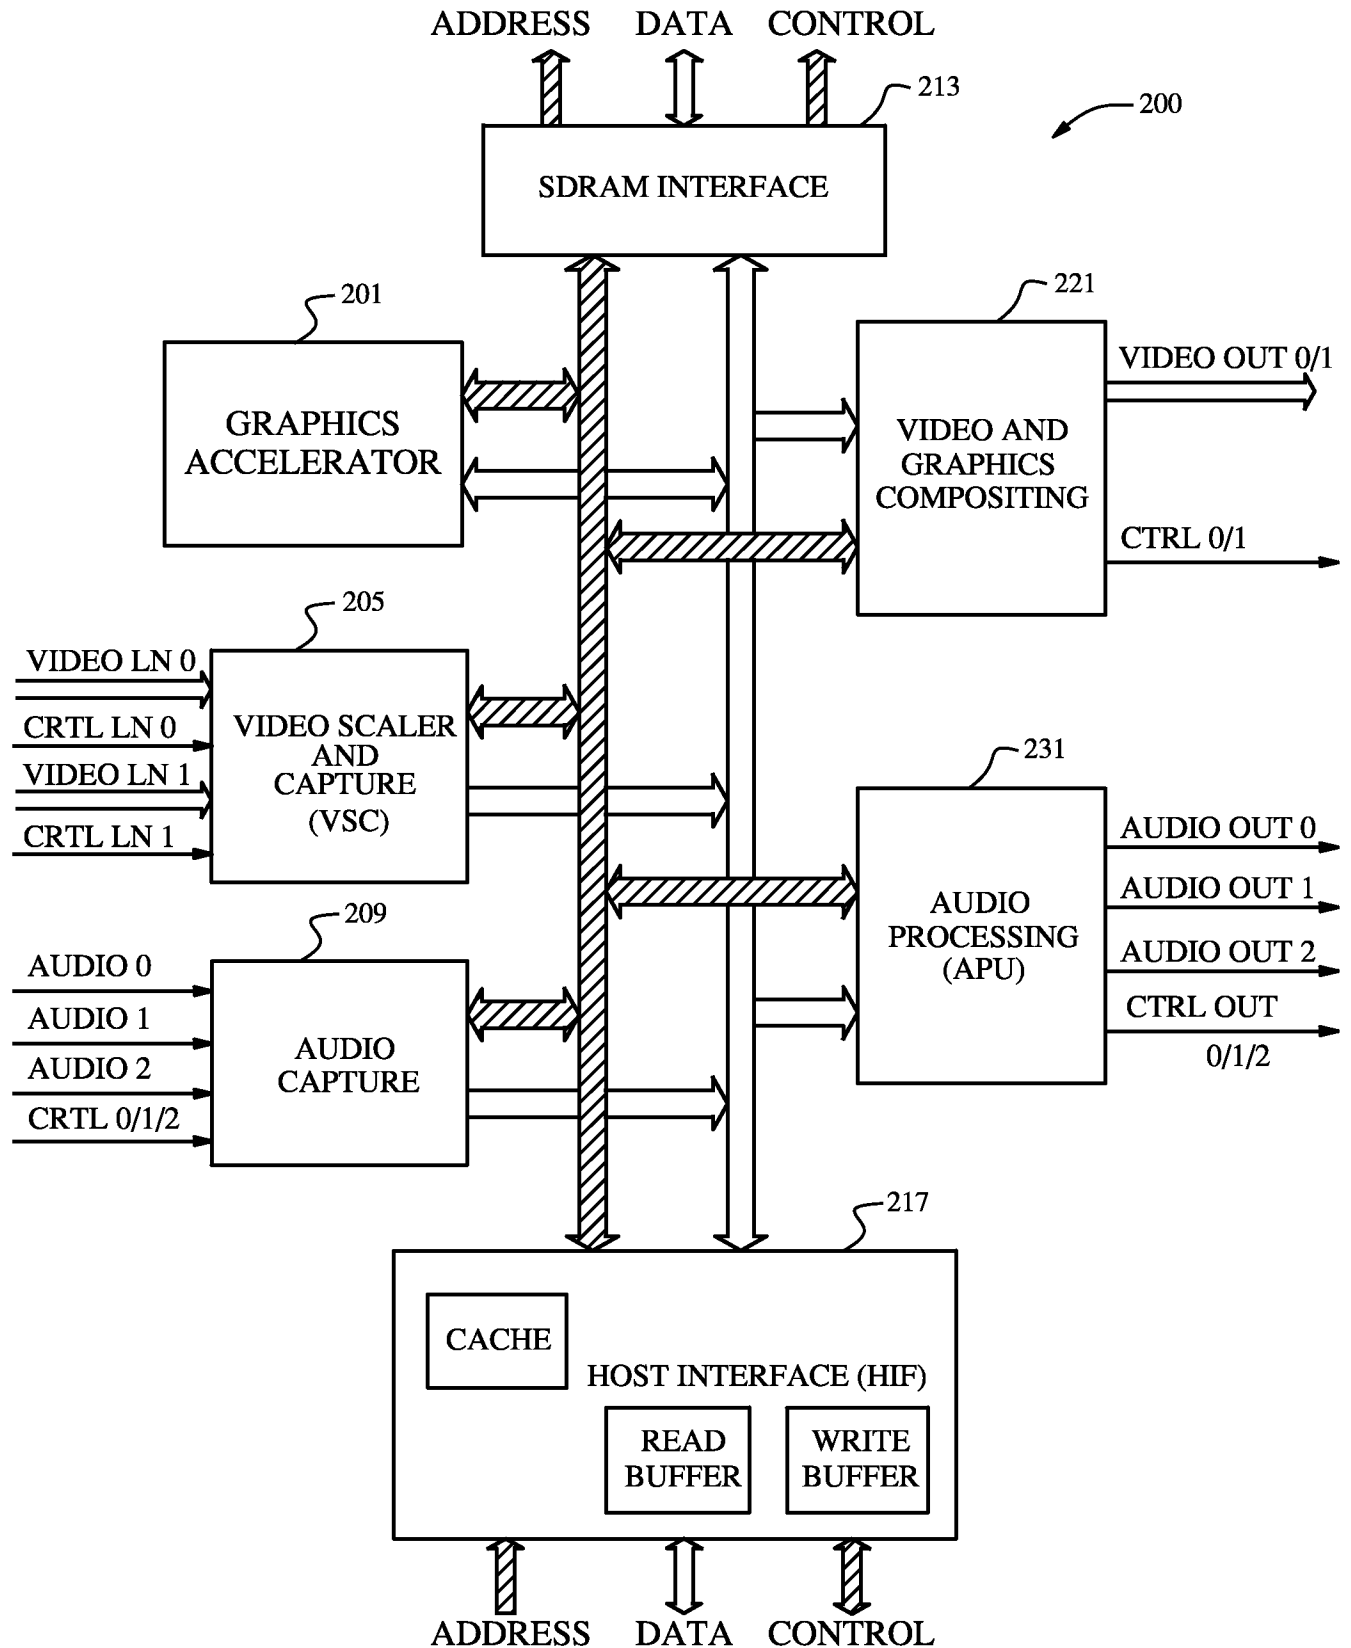 ADDRESS DATA CONTROL
213
200
SDRAM INTERFACE
201
221
GRAPHICS
ACCELERATOR
VIDEO OUT 0/1
VIDEO AND
GRAPHICS
COMPOSITING
CTRL 0/1
205
VIDEO LN 0
CRTL LN 0
VIDEO LN 1
CRTL LN 1
VIDEO SCALER
AND
CAPTURE
(VSC)
231
AUDIO OUT 0
AUDIO OUT 1
AUDIO OUT 2
CTRL OUT
0/1/2
AUDIO
PROCESSING
(APU)
209
AUDIO 0
AUDIO 1
AUDIO 2
CRTL 0/1/2
AUDIO
CAPTURE
217
CACHE
HOST INTERFACE (HIF)
READ
BUFFER
WRITE
BUFFER
ADDRESS DATA CONTROL